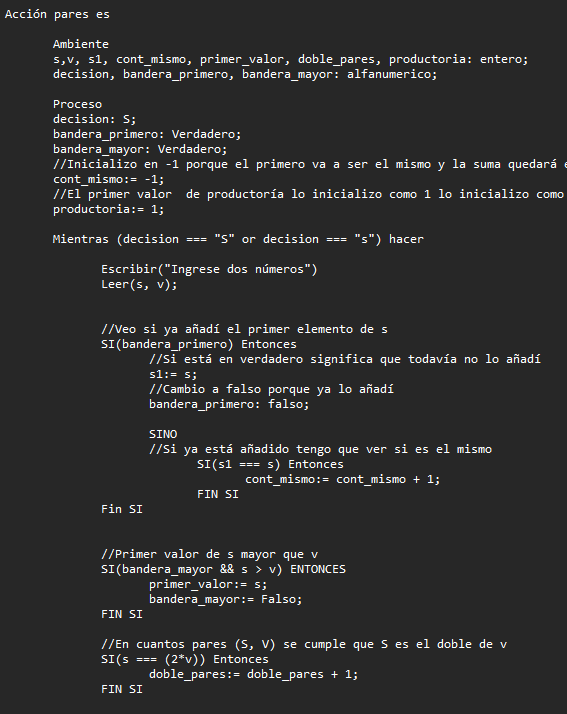 Acción pares es
Ambiente
s,v, s1, cont_mismo, primer_valor, doble_pares, productoria: entero;
decision, bandera_primero, bandera_mayor: alfanumerico;
Proceso
decision: S;
bandera_primero: Verdadero;
bandera_mayor: Verdadero;
//Inicializo en -1 porque el primero va a ser el mismo y la suma quedará
cont_mismo:= -1;
//El primer valor  de productoría lo inicializo como 1 lo inicializo como
productoria:= 1;
Mientras (decision === "S" or decision === "s") hacer
Escribir("Ingrese dos números")
Leer(s, v);
//Veo si ya añadí el primer elemento de s
SI(bandera_primero) Entonces
//Si está en verdadero significa que todavía no lo añadí
s1:= s;
//Cambio a falso porque ya lo añadí
bandera_primero: falso;
SINO
//Si ya está añadido tengo que ver si es el mismo
SI(s1 === s) Entonces
cont_mismo:= cont_mismo + 1;
FIN SI
Fin SI
//Primer valor de s mayor que v
SI(bandera_mayor && s > v) ENTONCES
primer_valor:= s;
bandera_mayor:= Falso;
FIN SI
//En cuantos pares (S, V) se cumple que S es el doble de v
SI(s === (2*v)) Entonces
doble_pares:= doble_pares + 1;
FIN SI